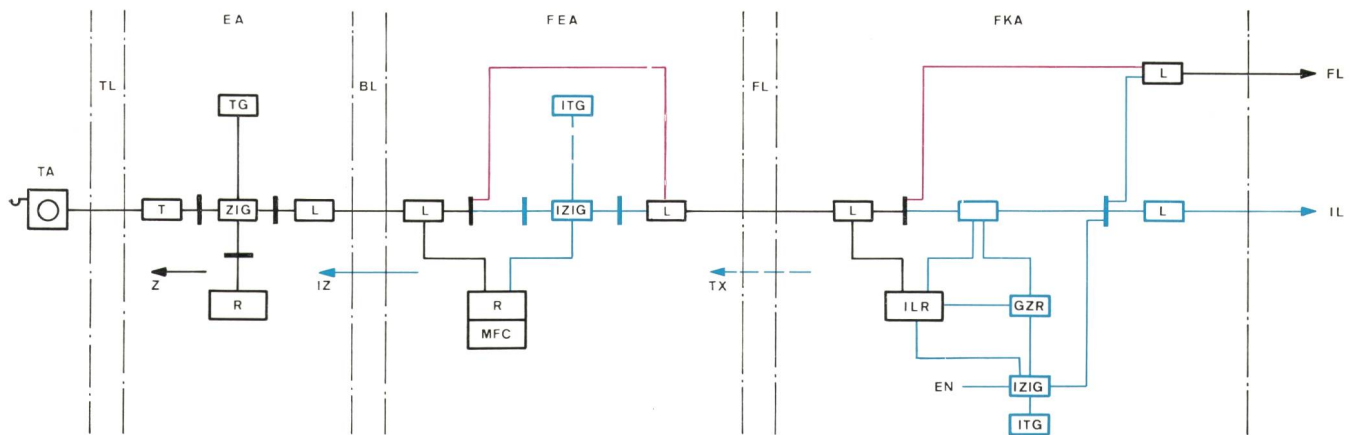 EA
FEA
FKA
TL
BL
FL
L
FL
TG
ITG
TA
T
ZIG
L
L
IZIG
L
L
L
IL
Z
IZ
TX
R
R
MFC
ILR
GZR
EN
IZIG
ITG